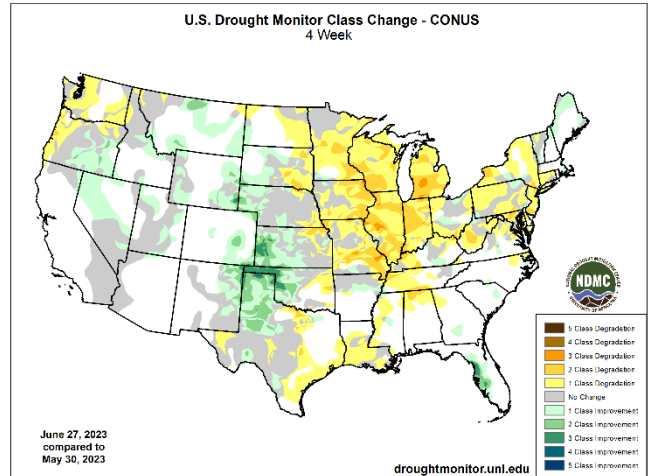 U.S. Drought Monitor Class Change - CONUS
4 Week
NDMC
5 Class Degradation
4 Class Degradation
3 Class Degradation
2 Class Degradation
1 Class Degradation
No Change
1 Class Improvement
2 Class Improvement
3 Class Improvement
4 Class Improvement
5 Class Improvement
June 27, 2023
compared to
May 30, 2023
droughtmonitor.unl.edu